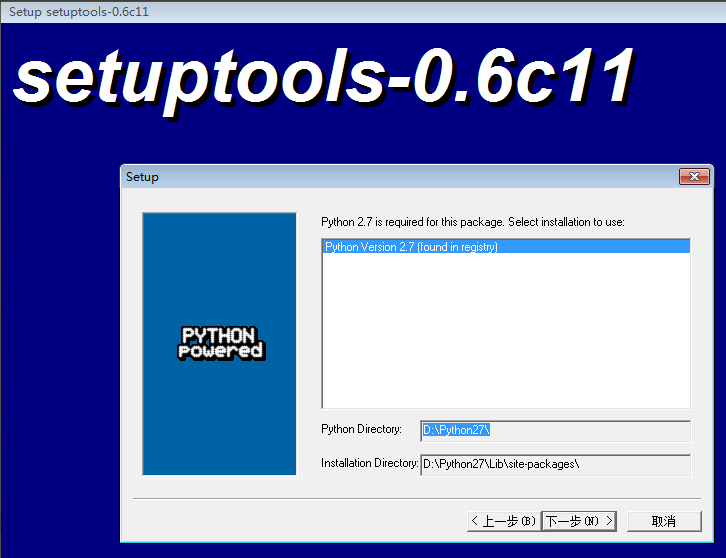 Setup setuptools-0.6c11
setuptools-0.6c11
Setup
Python 2.7 is required for this package. Select installation to use:
Python Version 2.7 (found in registry)
PYTHON
powered
Python Directory: D:\Python27\
Installation Directory: D:\Python27\Lib\site-packages\
< 上一步(B) 下一步(N) > 取消